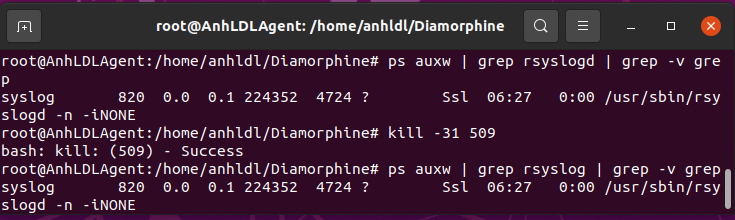 root@AnhLDLAgent: /home/anhldl/Diamorphine
root@AnhLDLAgent:/home/anhldl/Diamorphine# ps auxw | grep rsyslogd | grep -v gre
p
syslog       820  0.0  0.1 224352  4724 ?        Ssl  06:27   0:00 /usr/sbin/rsy
slogd -n -iNONE
root@AnhLDLAgent:/home/anhldl/Diamorphine# kill -31 509
bash: kill: (509) - Success
root@AnhLDLAgent:/home/anhldl/Diamorphine# ps auxw | grep rsyslog | grep -v grep
syslog       820  0.0  0.1 224352  4724 ?        Ssl  06:27   0:00 /usr/sbin/rsy
slogd -n -iNONE